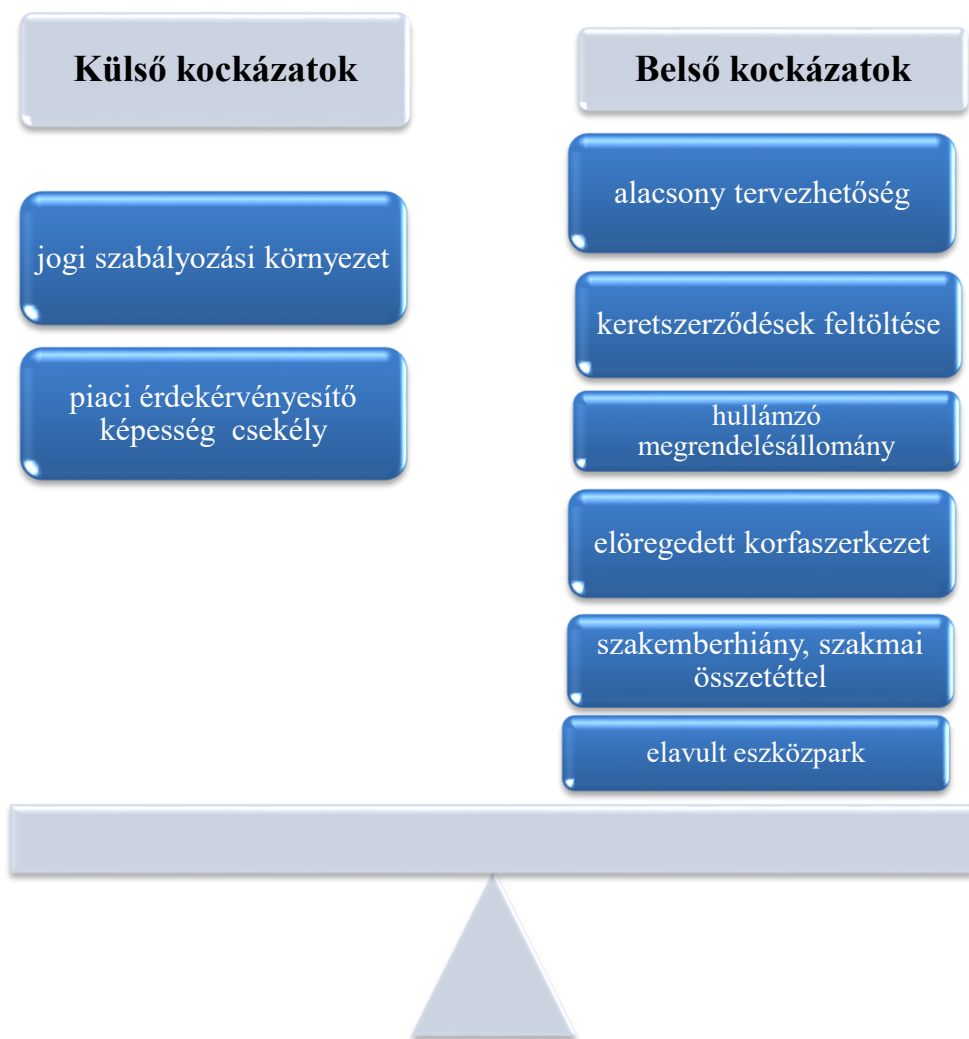 Külső kockázatok
jogi szabályozási környezet
piaci érdekérvényesítő
képesség csekély
Belső kockázatok
alacsony tervezhetőség
keretszerződések feltöltése
hullámzó
megrendelésállomány
elöregedett korfaszerkezet
szakemberhiány, szakmai
összetéttel
elavult eszközpark